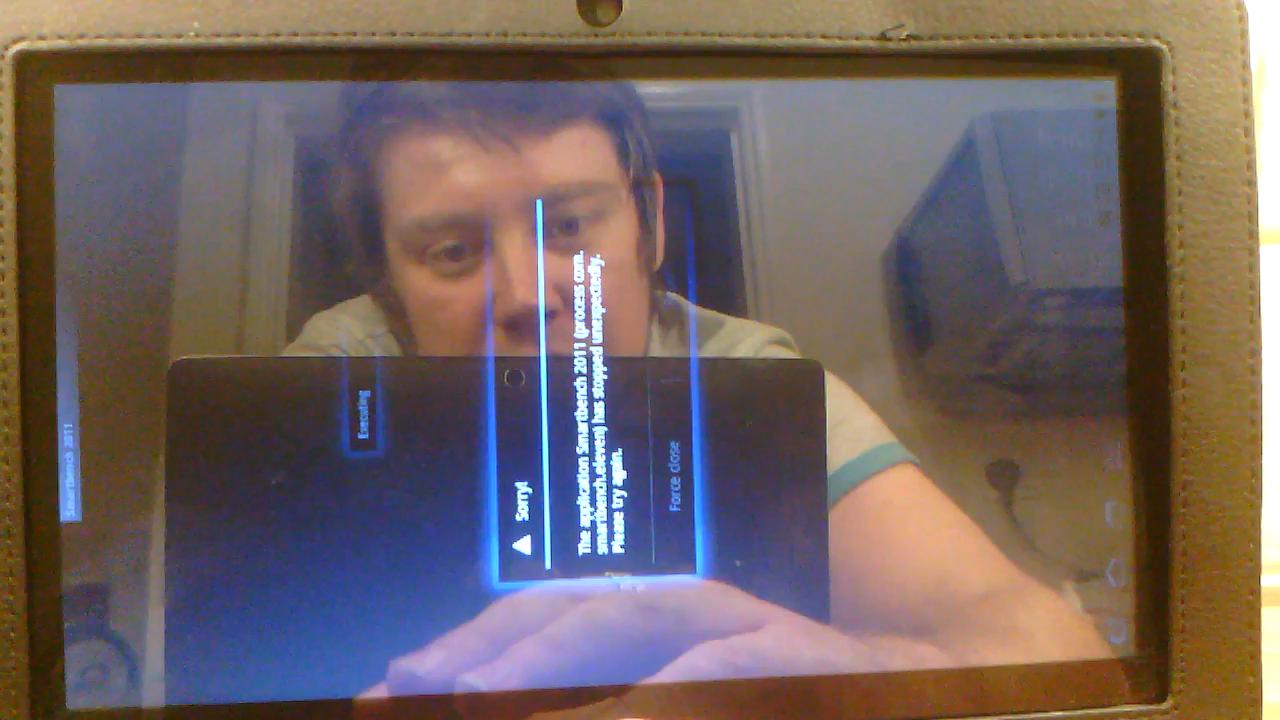 Smartbench 2011
Executing
Sorry!
The application Smartbench 2011 (process com.
smartbench.eleven) has stopped unexpectedly.
Please try again.
Force close